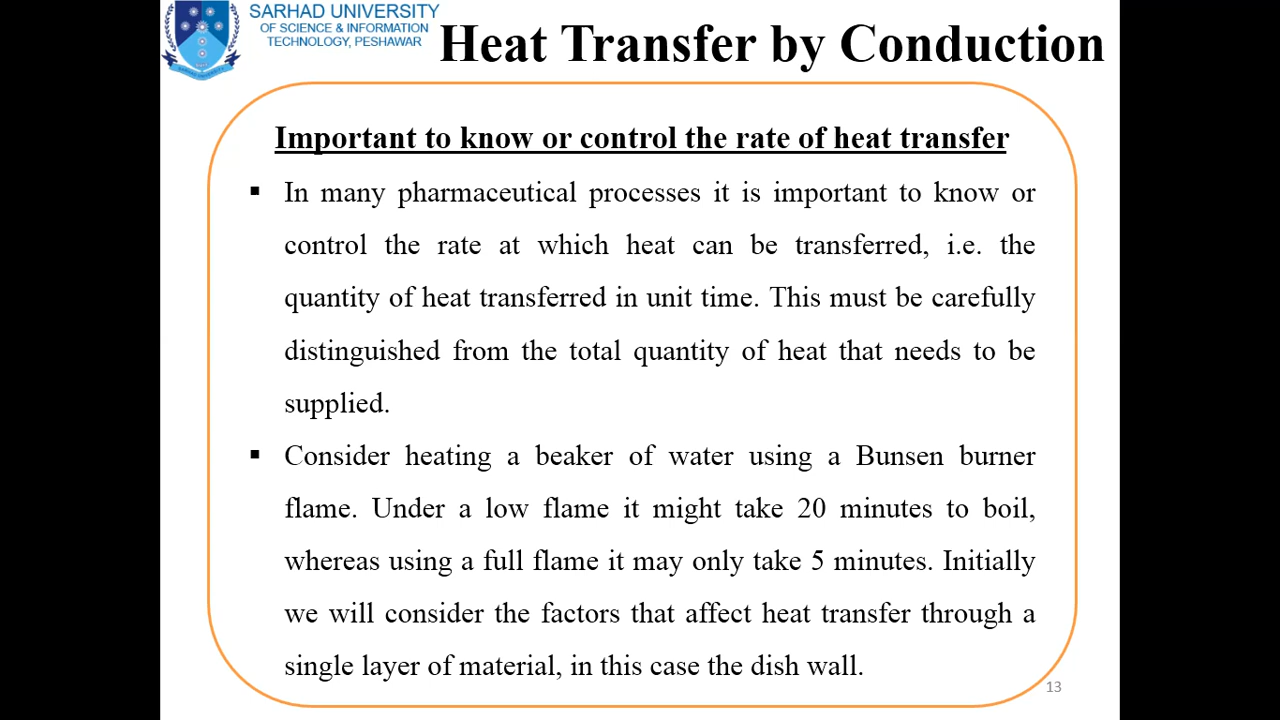 SARHAD UNIVERSITY
OF SCIENCE & INFORMATION
TECHNOLOGY, PESHAWAR
Heat Transfer by Conduction
Important to know or control the rate of heat transfer
▪ In many pharmaceutical processes it is important to know or
control the rate at which heat can be transferred, i.e. the
quantity of heat transferred in unit time. This must be carefully
distinguished from the total quantity of heat that needs to be
supplied.
▪ Consider heating a beaker of water using a Bunsen burner
flame. Under a low flame it might take 20 minutes to boil,
whereas using a full flame it may only take 5 minutes. Initially
we will consider the factors that affect heat transfer through a
single layer of material, in this case the dish wall.
13